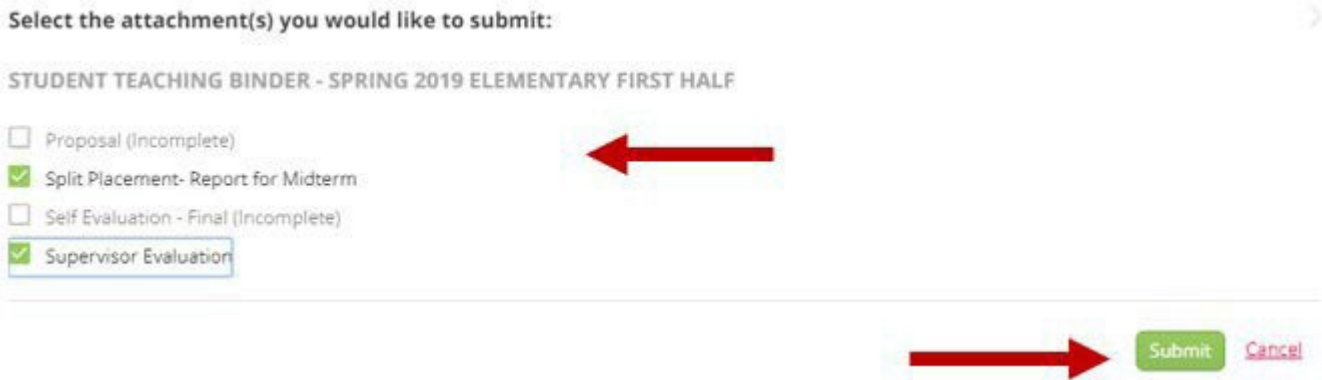 Select the attachment(s) you would like to submit:
STUDENT TEACHING BINDER - SPRING 2019 ELEMENTARY FIRST HALF
Proposal (Incomplete)
Split Placement- Report for Midterm
Self Evaluation - Final (Incomplete)
Supervisor Evaluation
Submit Cancel